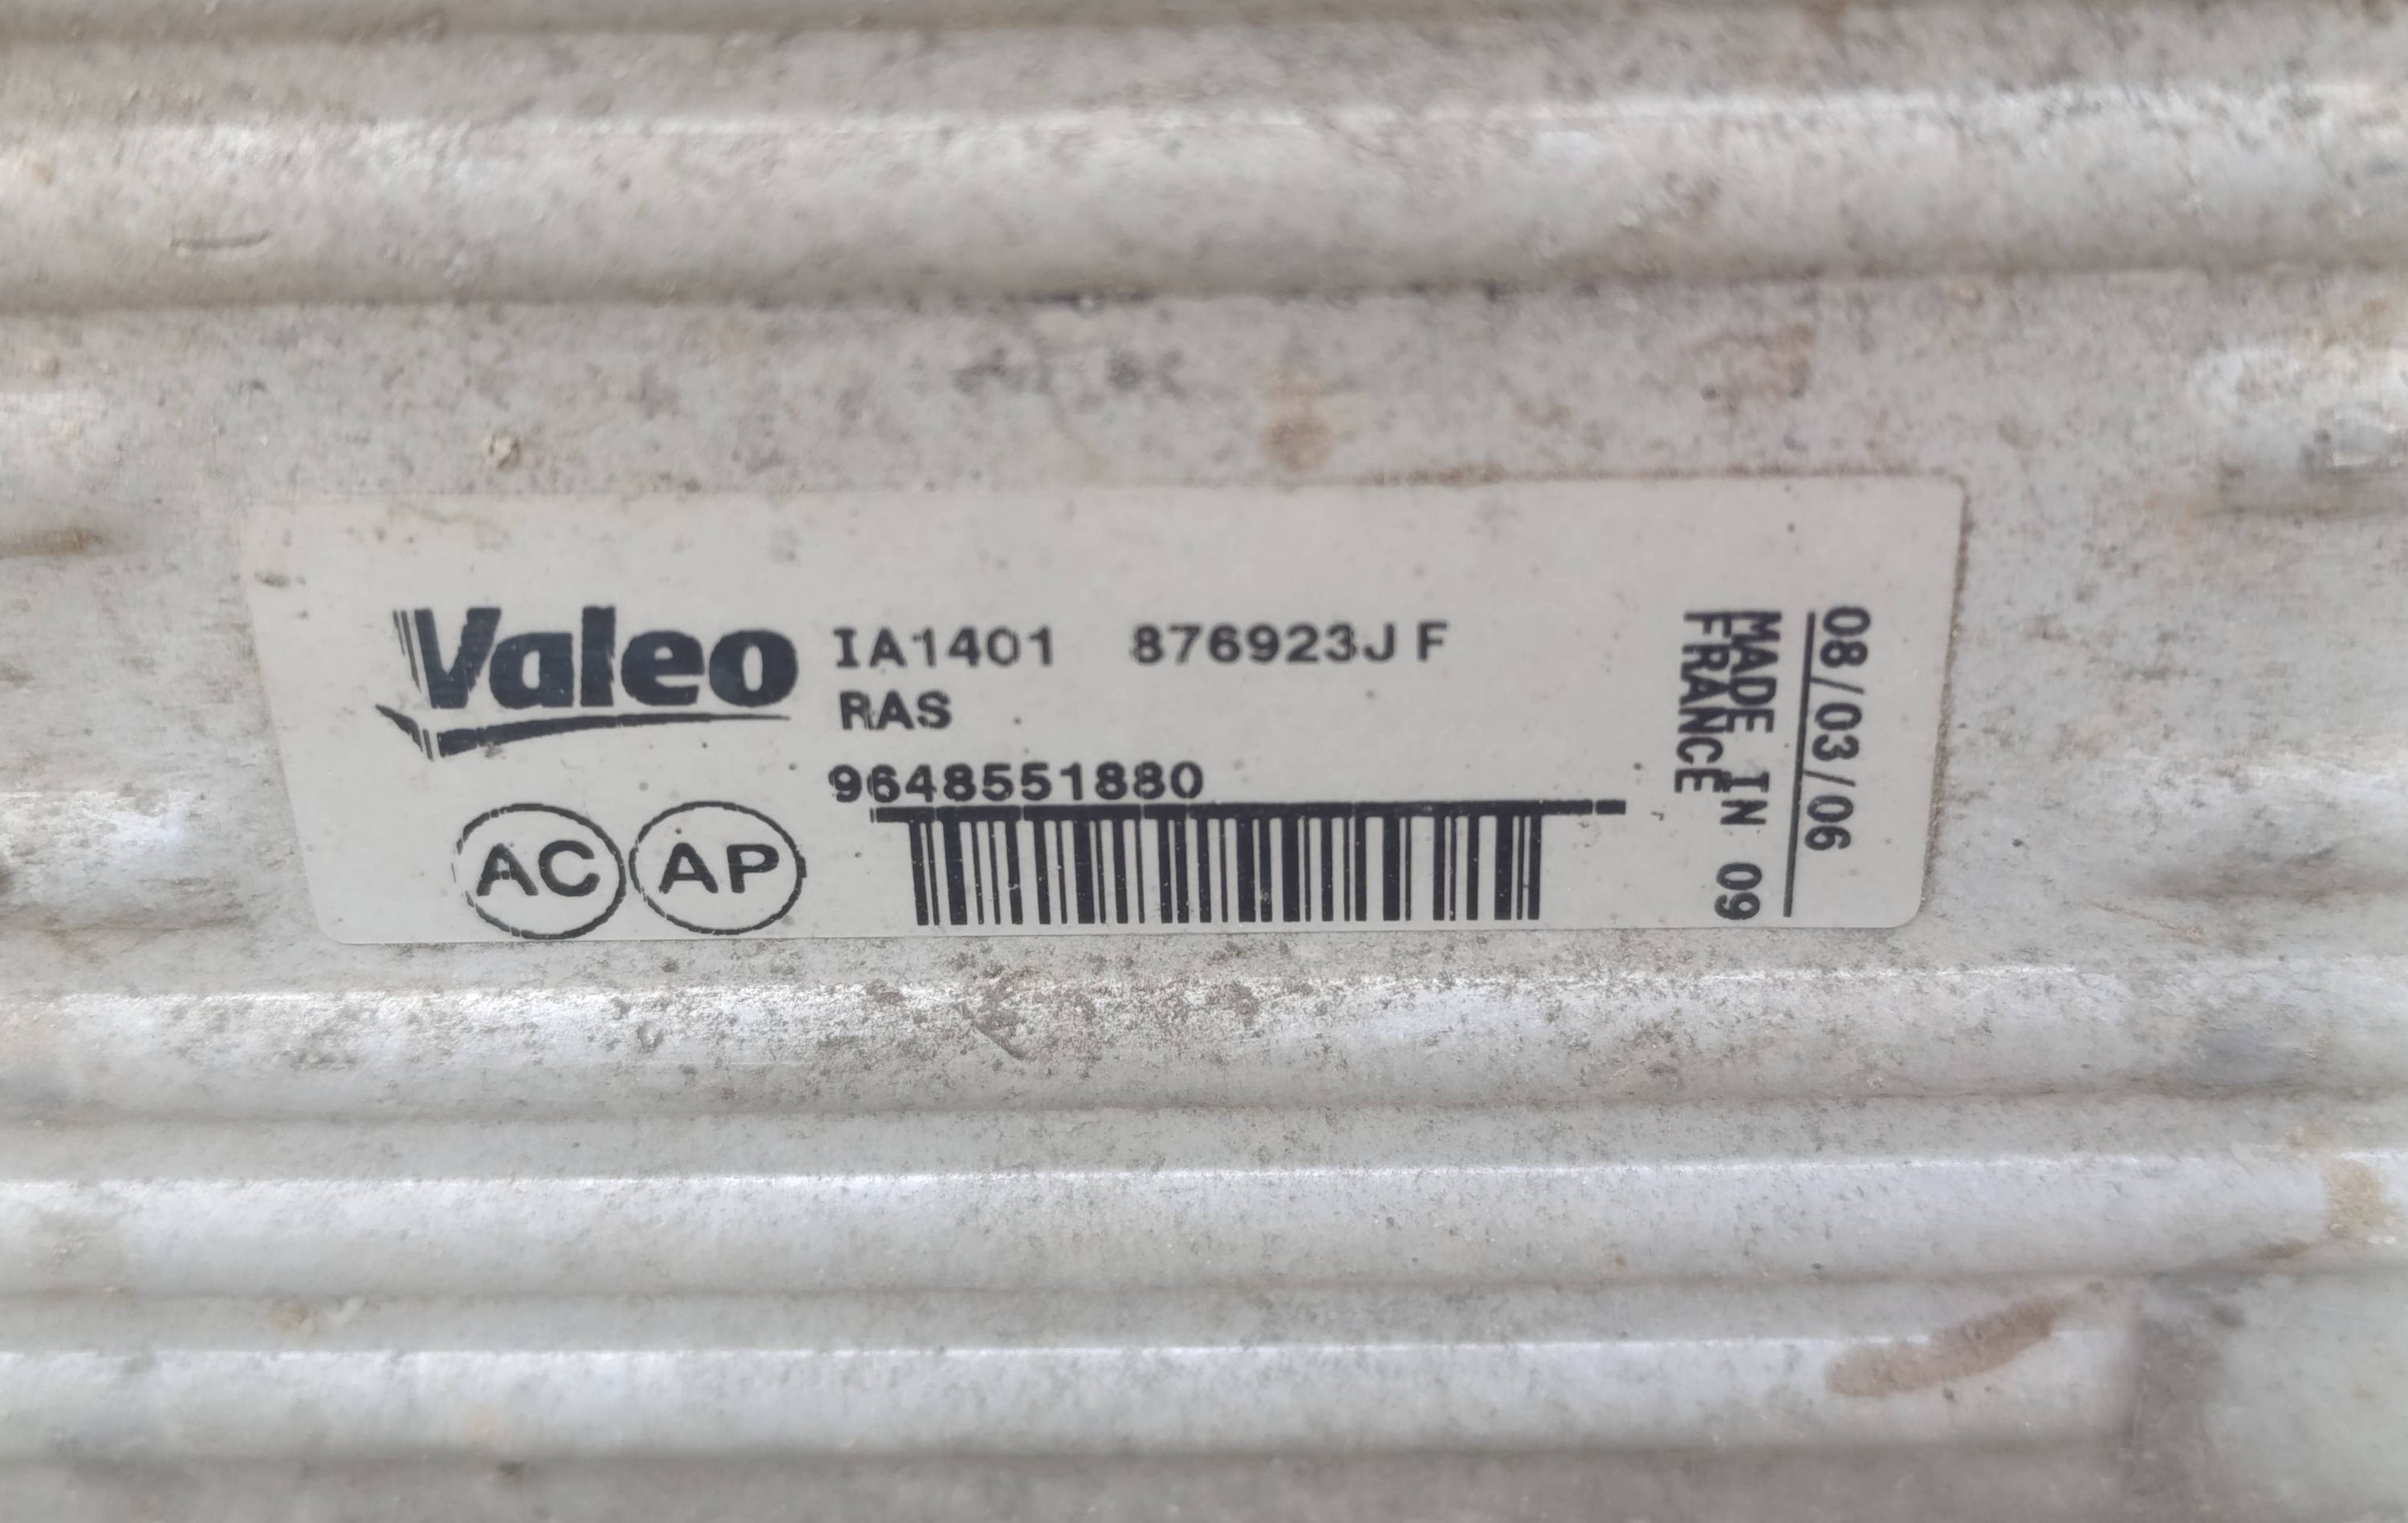 Valeo
IA1401 876923J F
RAS
9648551880
AC AP
08/03/06
MADE IN 09
FRANCE